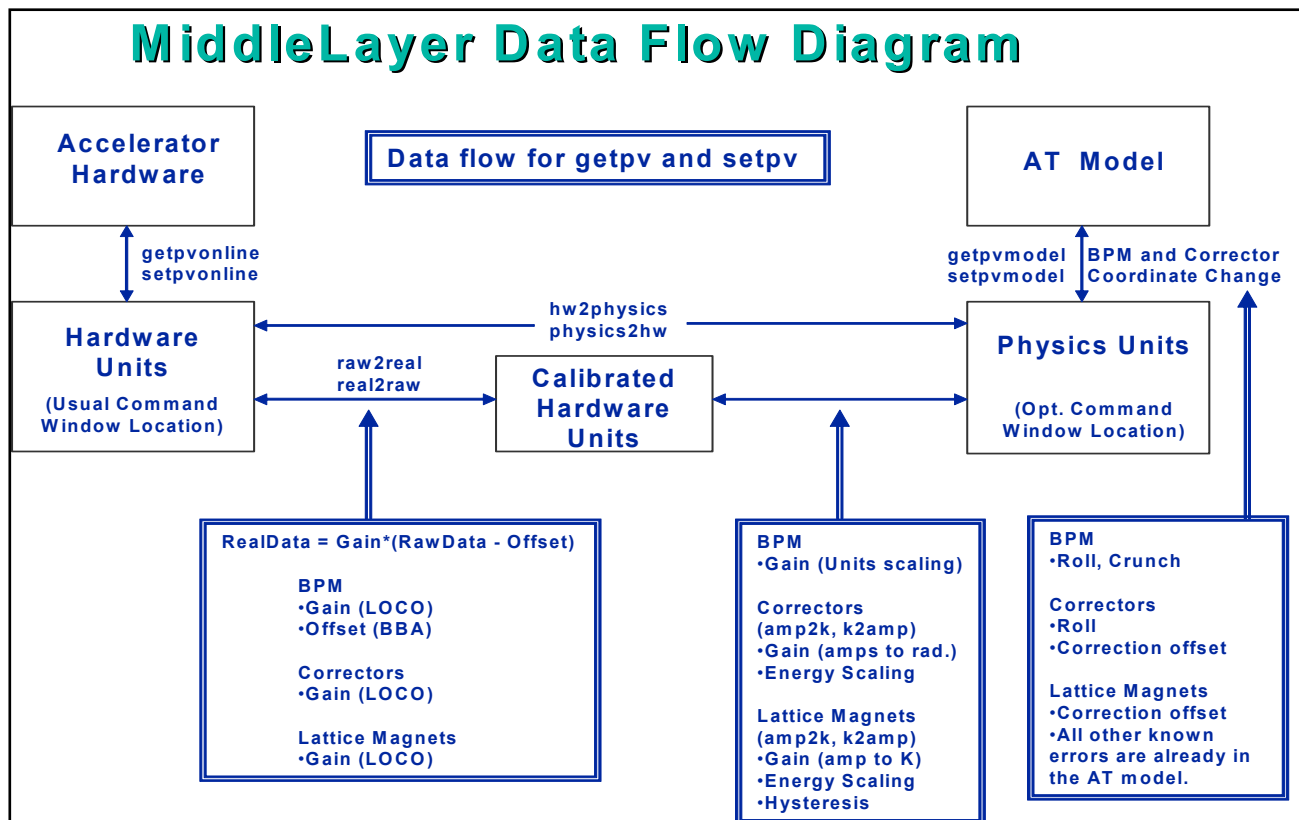 MiddleLayer Data Flow Diagram
Accelerator
Hardware
Data flow for getpv and setpv
AT Model
getpvonline
setpvonline
getpvmodel
setpvmodel
BPM and Corrector
Coordinate Change
Hardware
Units
(Usual Command
Window Location)
hw2physics
physics2hw
raw2real
real2raw
Calibrated
Hardware
Units
Physics Units
(Opt. Command
Window Location)
RealData = Gain*(RawData - Offset)
BPM
•Gain (LOCO)
•Offset (BBA)
Correctors
•Gain (LOCO)
Lattice Magnets
•Gain (LOCO)
BPM
•Gain (Units scaling)
Correctors
(amp2k, k2amp)
•Gain (amps to rad.)
•Energy Scaling
Lattice Magnets
(amp2k, k2amp)
•Gain (amp to K)
•Energy Scaling
•Hysteresis
BPM
•Roll, Crunch
Correctors
•Roll
•Correction offset
Lattice Magnets
•Correction offset
•All other known
errors are already in
the AT model.